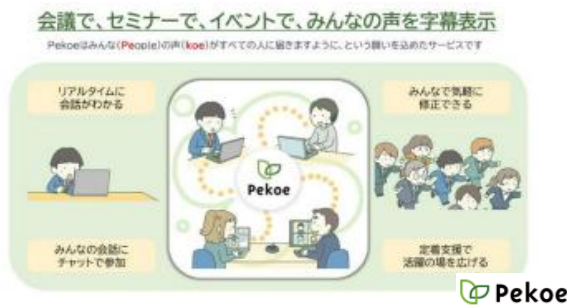 会議で、セミナーで、イベントで、みんなの声を字幕表示
Pekoeはみんな(People)の声(koe)がすべての人に届きますように、という願いを込めたサービスです
リアルタイムに
会話がわかる
みんなで気軽に
修正できる
Pekoe
みんなの会話に
チャットで参加
定着支援で
活躍の場を広げる
Pekoe